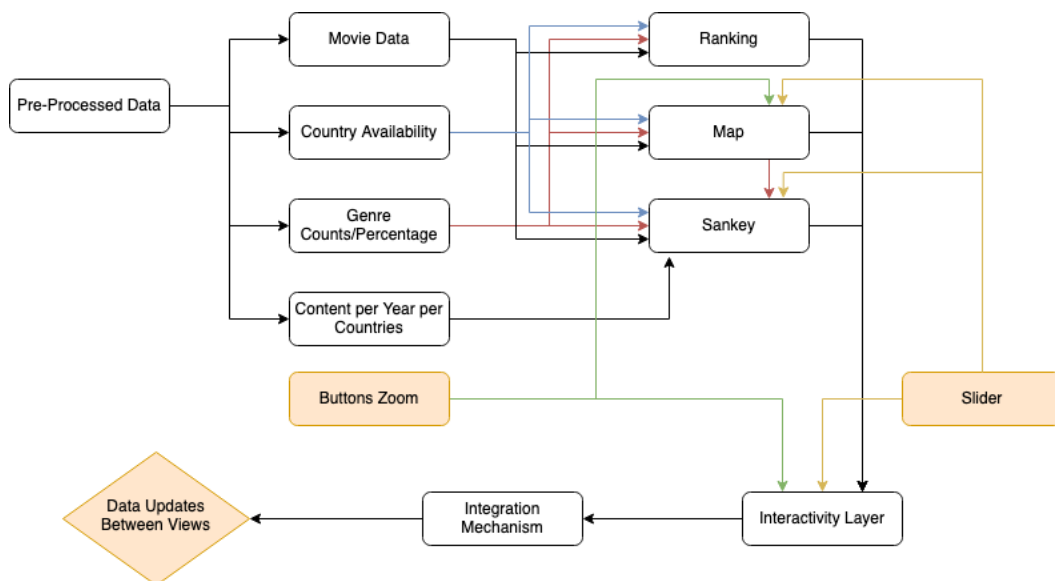 Movie Data
Ranking
Pre-Processed Data
Country Availability
Map
Genre
Counts/Percentage
Sankey
Content per Year per
Countries
Buttons Zoom
Slider
Data Updates
Between Views
Integration
Mechanism
Interactivity Layer